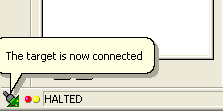 The target is now connected
HALTED